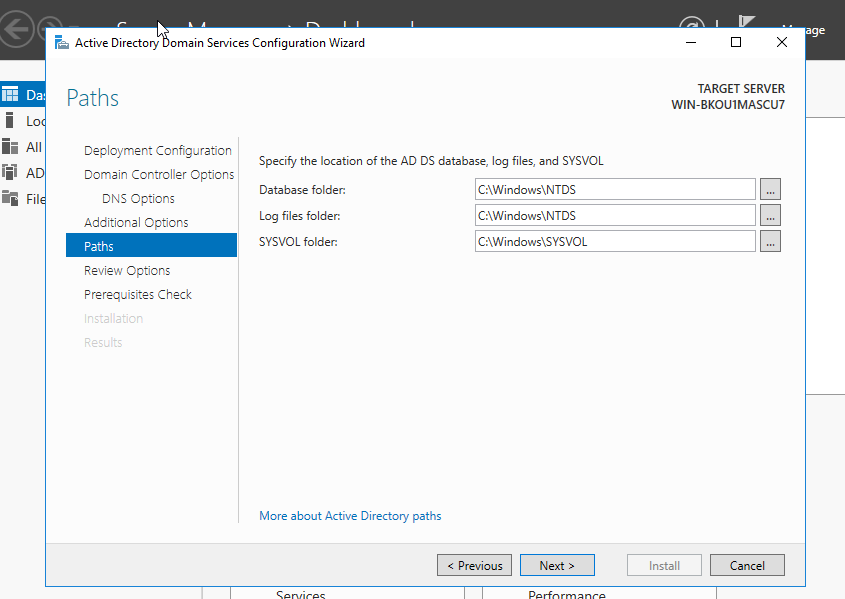 Active Directory Domain Services Configuration Wizard
Paths
TARGET SERVER
WIN-BKOU1MASCU7
Deployment Configuration
Domain Controller Options
DNS Options
Additional Options
Paths
Review Options
Prerequisites Check
Installation
Results
Specify the location of the AD DS database, log files, and SYSVOL
Database folder:
C:\Windows\NTDS
...
Log files folder:
C:\Windows\NTDS
...
SYSVOL folder:
C:\Windows\SYSVOL
...
More about Active Directory paths
< Previous
Next >
Install
Cancel
All
AD
File
Services
Performance